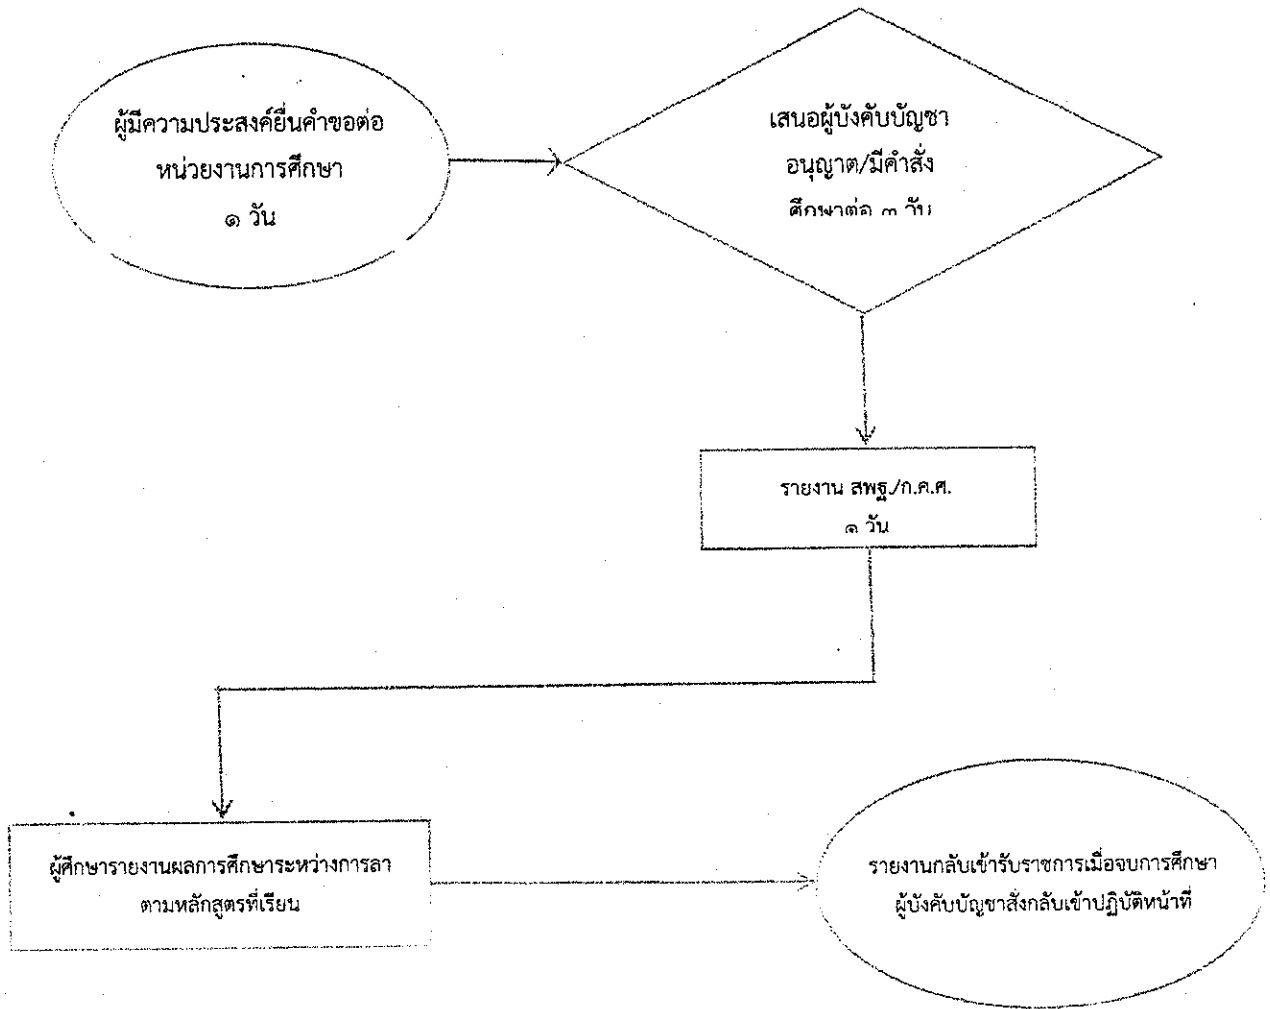 ผู้มีความประสงค์ยื่นคำขอต่อ
หน่วยงานการศึกษา
๑ วัน
เสนอผู้บังคับบัญชา
อนุญาต/มีคำสั่ง
ศึกษาต่อ ๓ วัน
รายงาน สพฐ./ก.ค.ศ.
๑ วัน
ผู้ศึกษารายงานผลการศึกษาระหว่างการลา
ตามหลักสูตรที่เรียน
รายงานกลับเข้ารับราชการเมื่อจบการศึกษา
ผู้บังคับบัญชาสั่งกลับเข้าปฏิบัติหน้าที่